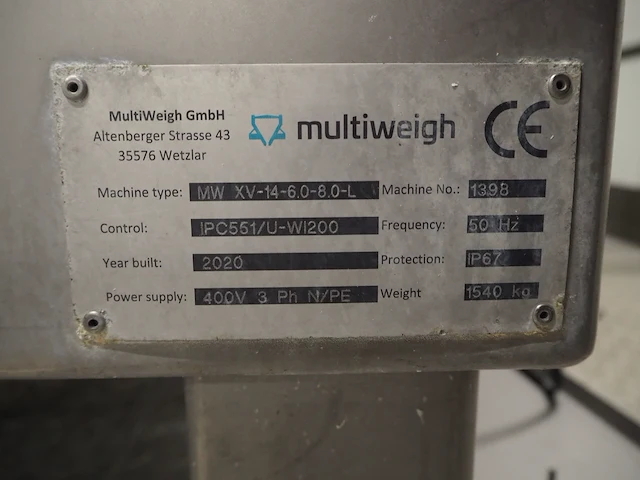 MultiWeigh GmbH
Altenberger Strasse 43
35576 Wetzlar
multiweigh
CE
Machine type: MW XV-14-6.0-8.0-L Machine No.: 1398
Control: IPC551/U-WI200 Frequency: 50 Hz
Year built: 2020 Protection: IP67
Power supply: 400V 3 Ph N/PE Weight 1540 kg